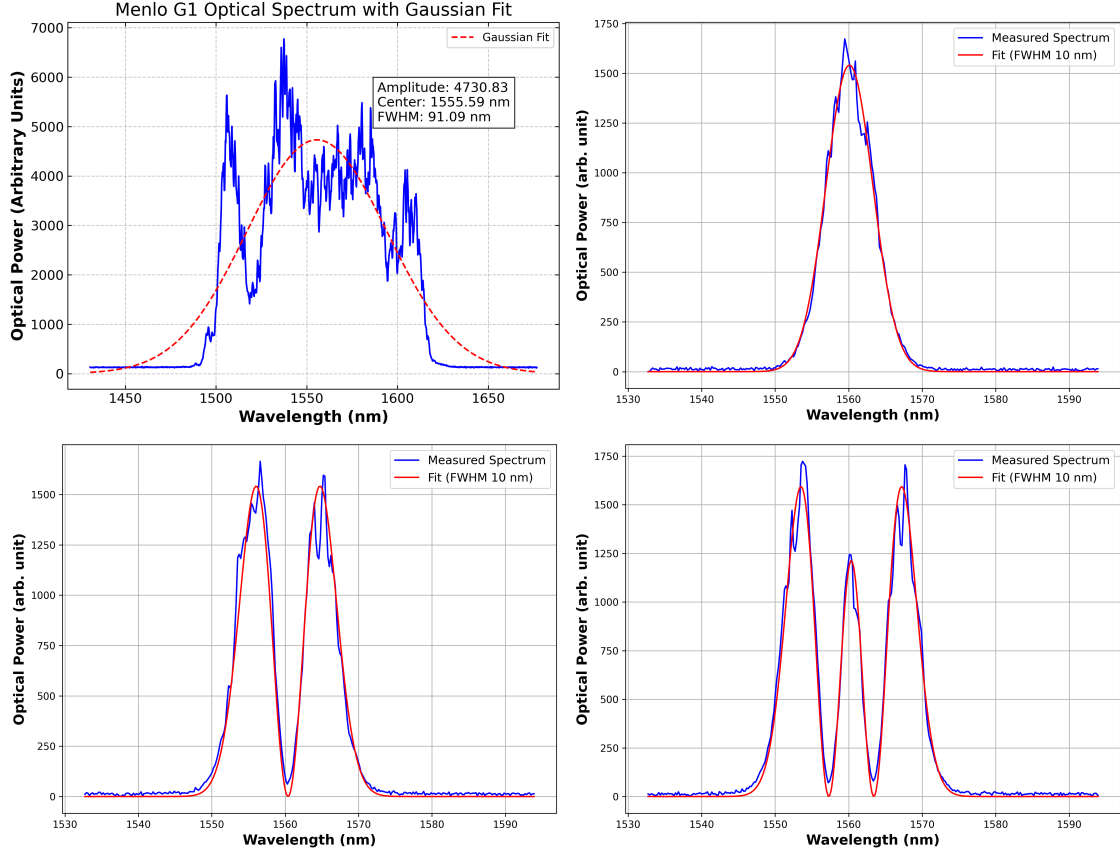 Menlo G1 Optical Spectrum with Gaussian Fit
7000
6000
5000
4000
3000
2000
1000
0
Optical Power (Arbitrary Units)
Gaussian Fit
Amplitude: 4730.83
Center: 1555.59 nm
FWHM: 91.09 nm
1450 1500 1550 1600 1650
Wavelength (nm)
1750
1500
1250
1000
750
500
250
0
Optical Power (arb. unit)
Measured Spectrum
Fit (FWHM 10 nm)
1530 1540 1550 1560 1570 1580 1590
Wavelength (nm)
1500
1250
1000
750
500
250
0
Optical Power (arb. unit)
Measured Spectrum
Fit (FWHM 10 nm)
1530 1540 1550 1560 1570 1580 1590
Wavelength (nm)
1750
1500
1250
1000
750
500
250
0
Optical Power (arb. unit)
Measured Spectrum
Fit (FWHM 10 nm)
1530 1540 1550 1560 1570 1580 1590
Wavelength (nm)